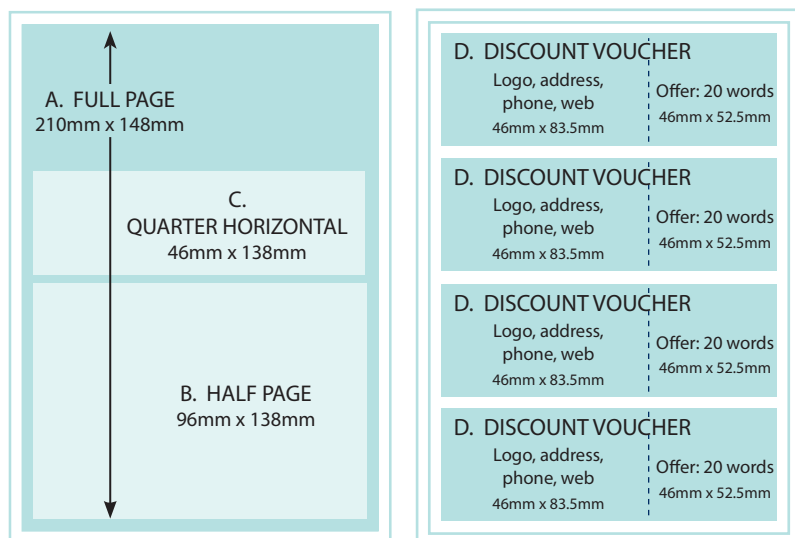 A. FULL PAGE
210mm x 148mm
C.
QUARTER HORIZONTAL
46mm x 138mm
B. HALF PAGE
96mm x 138mm
D. DISCOUNT VOUCHER
Logo, address,
phone, web
46mm x 83.5mm
Offer: 20 words
46mm x 52.5mm
D. DISCOUNT VOUCHER
Logo, address,
phone, web
46mm x 83.5mm
Offer: 20 words
46mm x 52.5mm
D. DISCOUNT VOUCHER
Logo, address,
phone, web
46mm x 83.5mm
Offer: 20 words
46mm x 52.5mm
D. DISCOUNT VOUCHER
Logo, address,
phone, web
46mm x 83.5mm
Offer: 20 words
46mm x 52.5mm